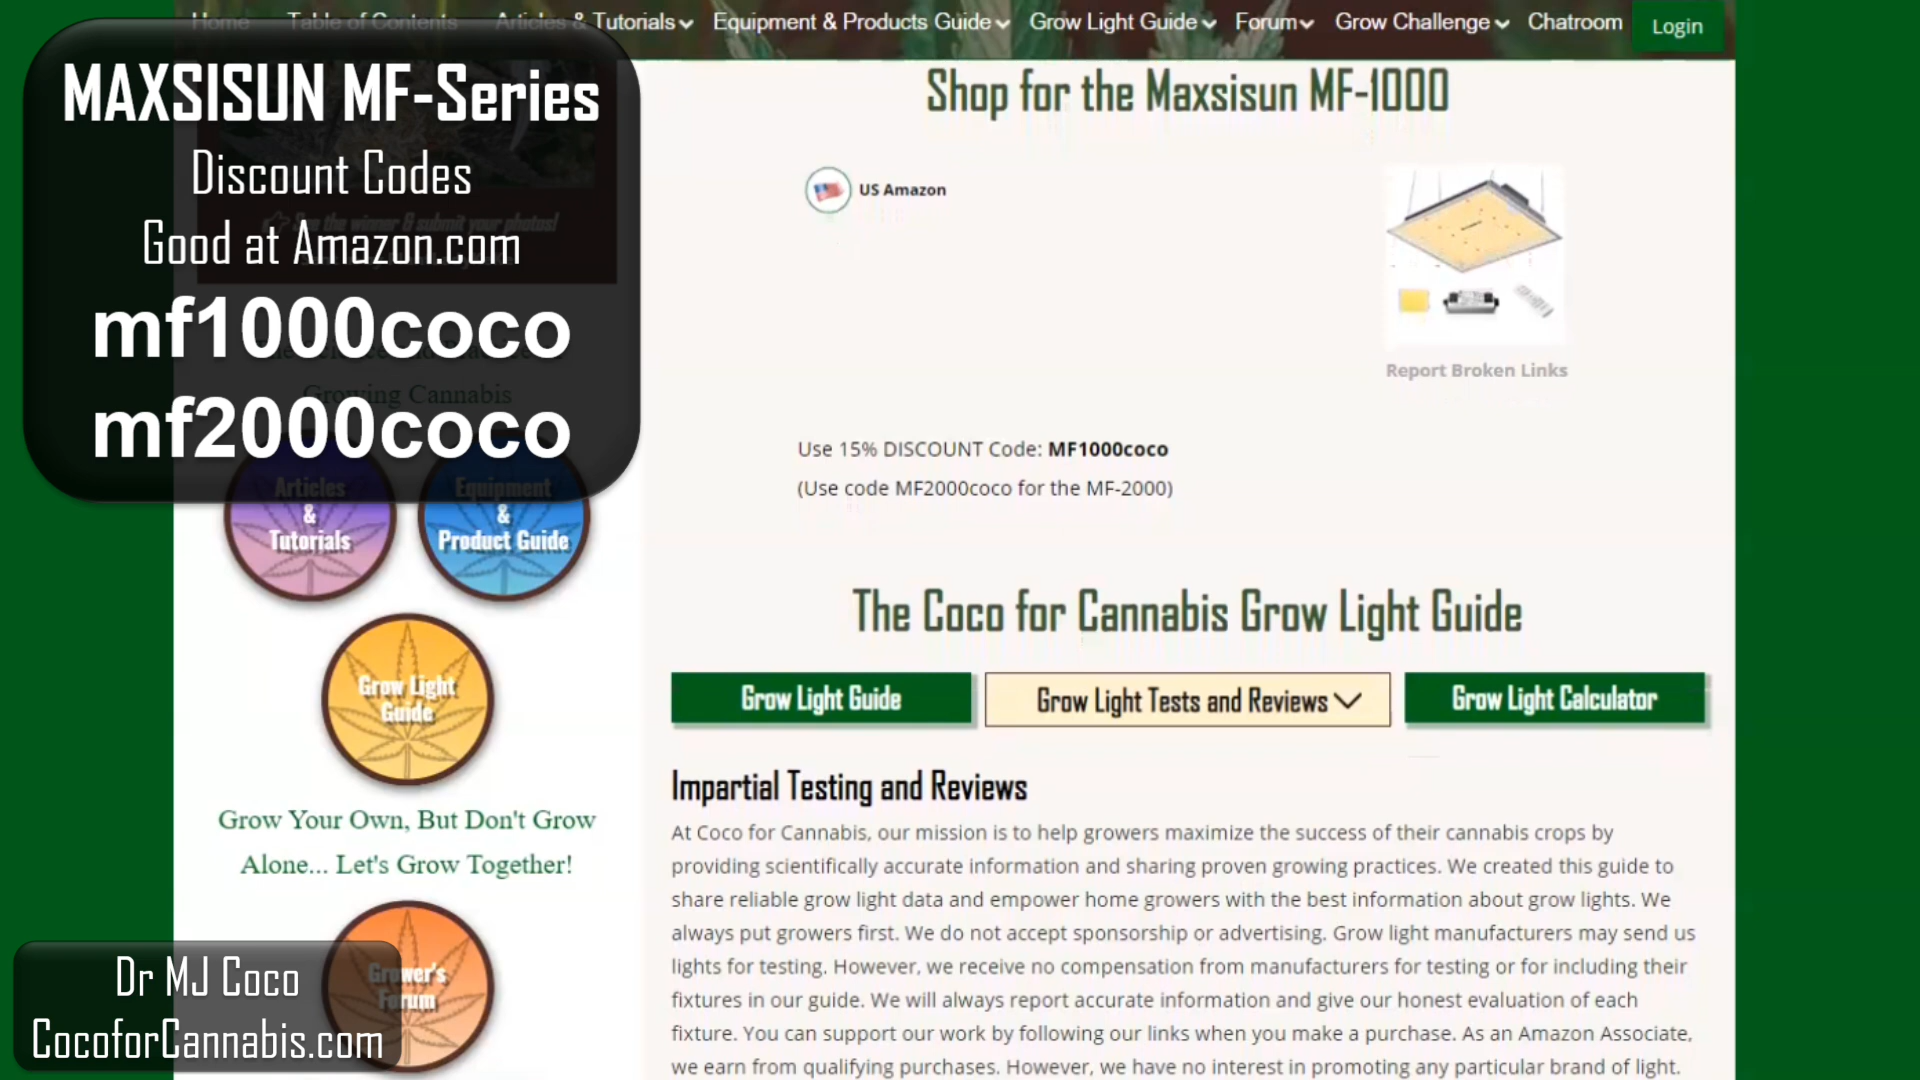 Home
Table of Contents
Articles & Tutorials
Equipment & Products Guide
Grow Light Guide
Forum
Grow Challenge
Chatroom
Login
MAXSISUN MF-Series
Discount Codes
Good at Amazon.com
mf1000coco
mf2000coco
See the winner & submit your photos!
Growing Cannabis
Articles
&
Tutorials
Equipment
&
Product Guide
Grow Light
Guide
Grow Your Own, But Don't Grow
Alone... Let's Grow Together!
Grower's
Forum
Dr MJ Coco
CocoforCannabis.com
Shop for the Maxsisun MF-1000
US Amazon
Report Broken Links
Use 15% DISCOUNT Code: MF1000coco
(Use code MF2000coco for the MF-2000)
The Coco for Cannabis Grow Light Guide
Grow Light Guide
Grow Light Tests and Reviews
Grow Light Calculator
Impartial Testing and Reviews
At Coco for Cannabis, our mission is to help growers maximize the success of their cannabis crops by
providing scientifically accurate information and sharing proven growing practices. We created this guide to
share reliable grow light data and empower home growers with the best information about grow lights. We
always put growers first. We do not accept sponsorship or advertising. Grow light manufacturers may send us
lights for testing. However, we receive no compensation from manufacturers for testing or for including their
fixtures in our guide. We will always report accurate information and give our honest evaluation of each
fixture. You can support our work by following our links when you make a purchase. As an Amazon Associate,
we earn from qualifying purchases. However, we have no interest in promoting any particular brand of light.